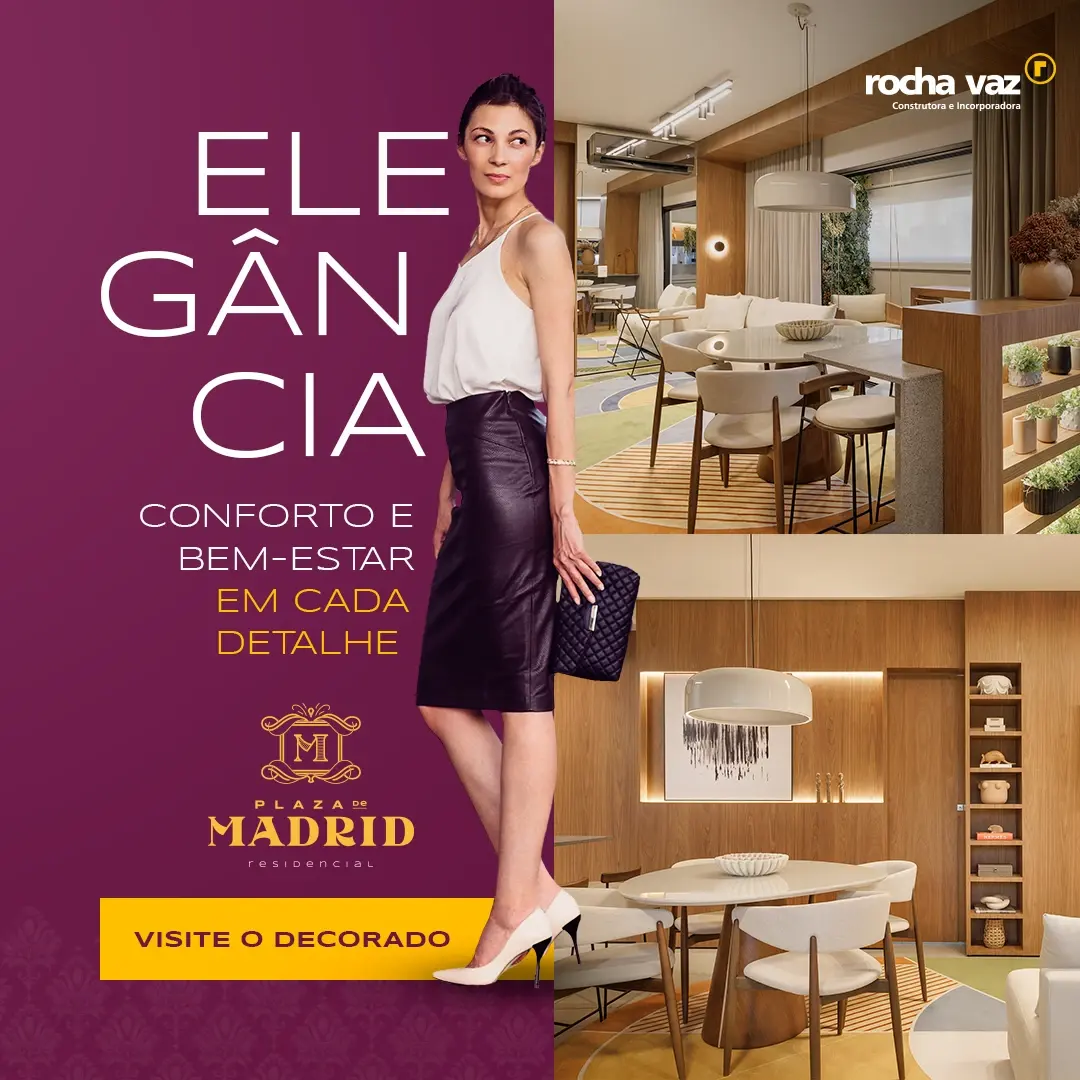 ELE
GÂN
CIA
CONFORTO E
BEM-ESTAR
EM CADA
DETALHE
M
PLAZA DE
MADRID
residencial
VISITE O DECORADO
rocha vaz r
Construtora e Incorporadora
HERMES